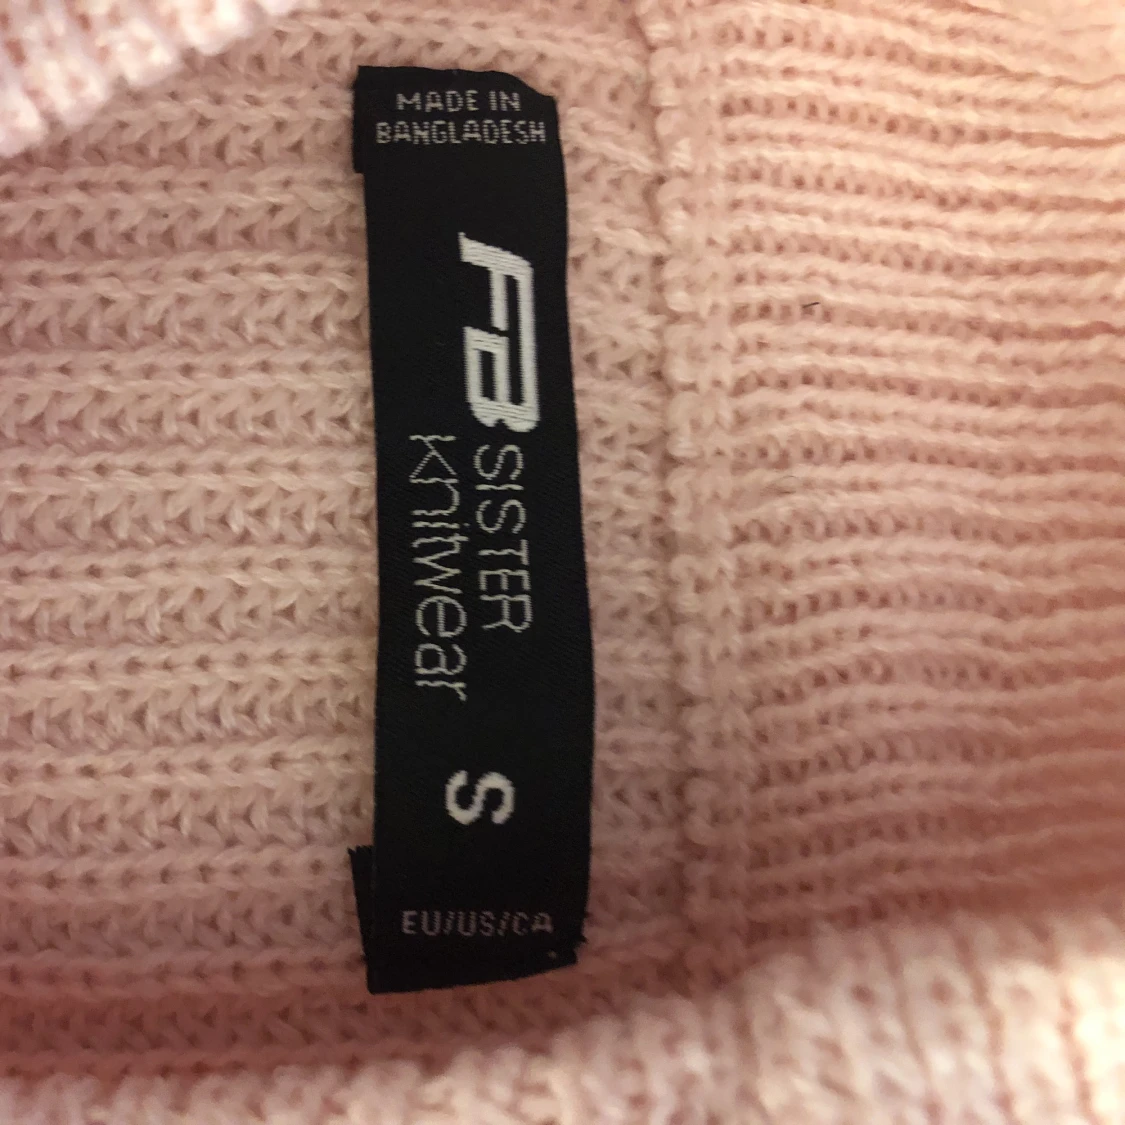 MADE IN
BANGLADESH
FB
SISTER
knitwear
S
EU/US/CA